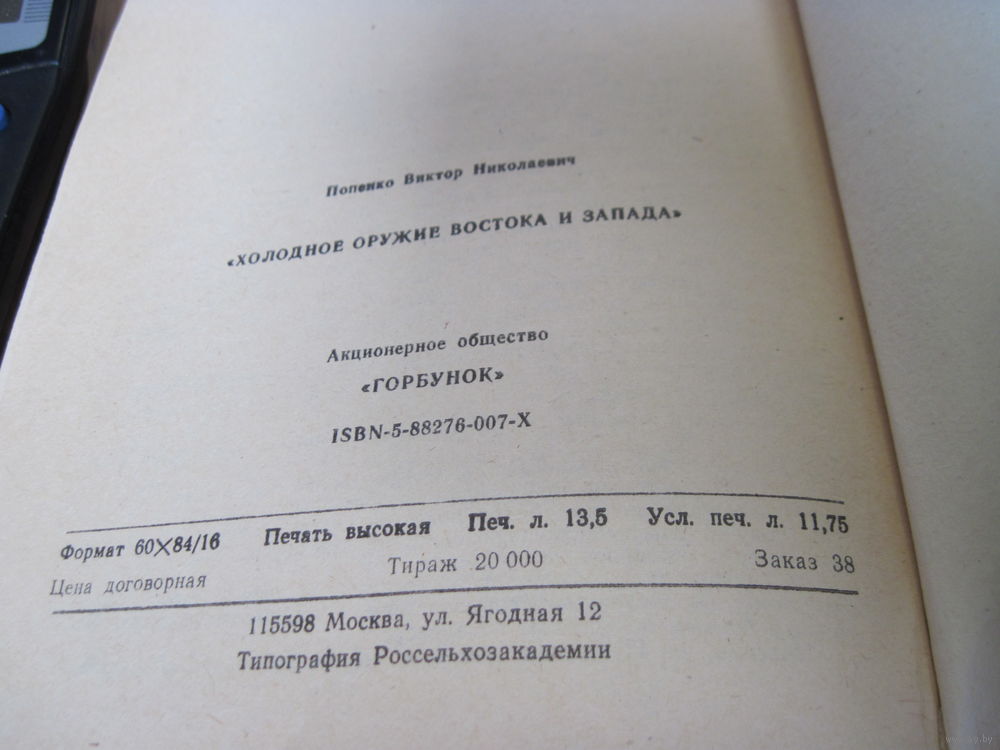 Попенко Виктор Николаевич
«ХОЛОДНОЕ ОРУЖИЕ ВОСТОКА И ЗАПАДА»
Акционерное общество
«ГОРБУНОК»
ISBN-5-88276-007-X
Формат 60×84/16 Печать высокая Печ. л. 13,5 Усл. печ. л. 11,75
Цена договорная Тираж 20 000 Заказ 38
115598 Москва, ул. Ягодная 12
Типография Россельхозакадемии